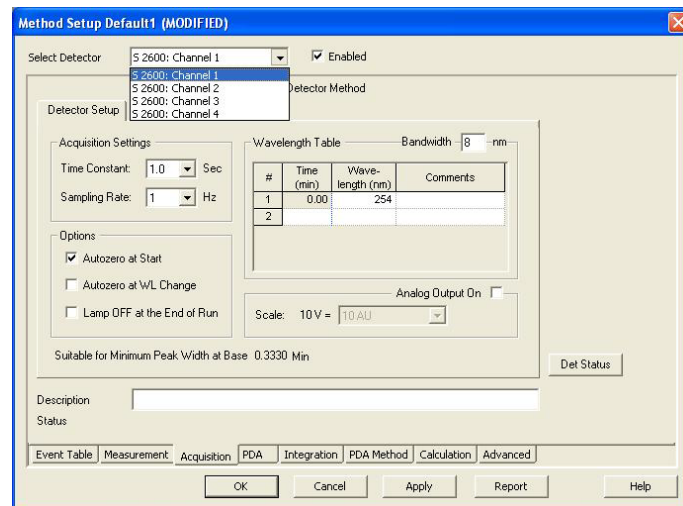 Method Setup Default1 (MODIFIED)
Select Detector S 2600: Channel 1 Enabled
S 2600: Channel 1
S 2600: Channel 2
S 2600: Channel 3
S 2600: Channel 4
Detector Method
Detector Setup
Acquisition Settings
Time Constant: 1.0 Sec
Sampling Rate: 1 Hz
Options
Autozero at Start
Autozero at WL Change
Lamp OFF at the End of Run
Wavelength Table Bandwidth 8 nm
# Time (min) Wave-length (nm) Comments
1 0.00 254
2
Analog Output On
Scale: 10 V = 10 AU
Suitable for Minimum Peak Width at Base 0.3330 Min
Det Status
Description
Status
Event Table Measurement Acquisition PDA Integration PDA Method Calculation Advanced
OK Cancel Apply Report Help